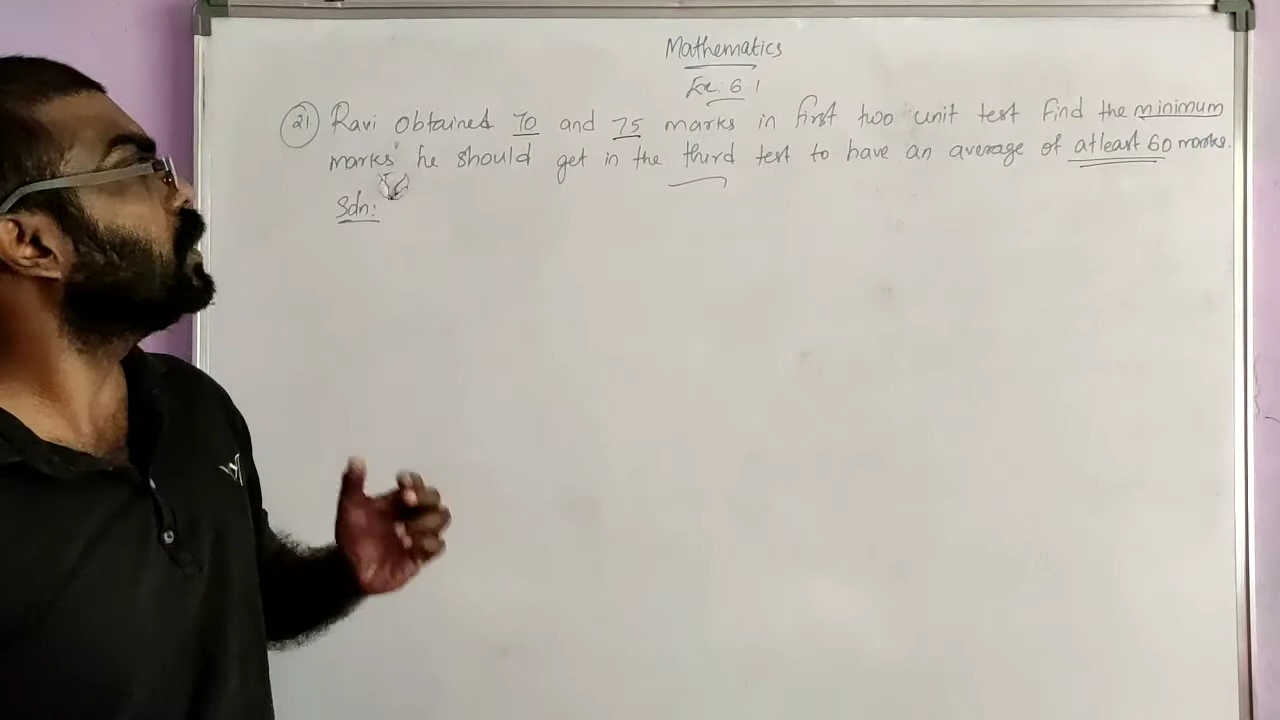 Mathematics
Ex: 6 1
21 Ravi obtained 70 and 75 marks in first two unit test Find the minimum
marks he should get in the third test to have an average of atleast 60 marks.
Soln: